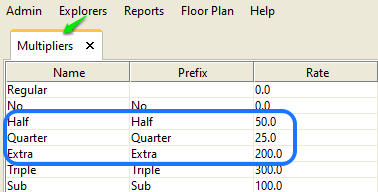 Admin Explorers Reports Floor Plan Help
Multipliers ×
Name Prefix Rate
Regular 0.0
No No 0.0
Half Half 50.0
Quarter Quarter 25.0
Extra Extra 200.0
Triple Triple 300.0
Sub Sub 100.0